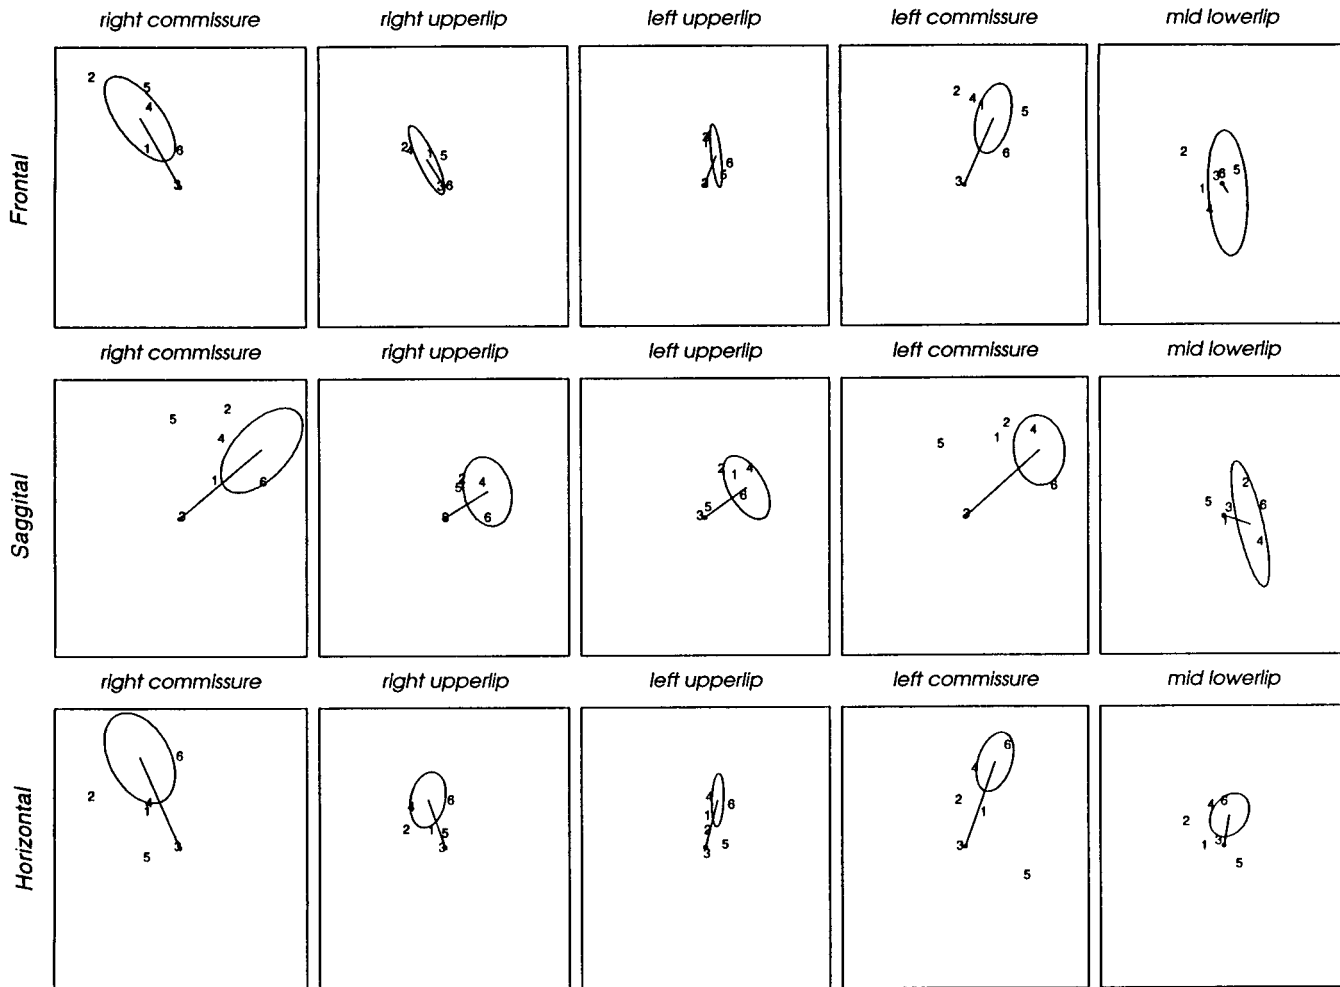 right commissure right upperlip left upperlip left commissure mid lowerlip
Frontal
2 5 4 1 6 3
2 4 1 5 3 6
2 1 6 5 3
2 4 1 5 6 3
2 3 6 5 1 4
right commissure right upperlip left upperlip left commissure mid lowerlip
Saggital
5 2 4 1 6 3
2 5 4 6
2 4 1 6 5 3
2 4 1 5 6 3
2 5 3 6 1 4
right commissure right upperlip left upperlip left commissure mid lowerlip
Horizontal
6 2 4 1 3 5
4 6 2 1 5 3
4 6 1 2 5 3
6 4 2 1 3 5
4 6 2 3 1 5